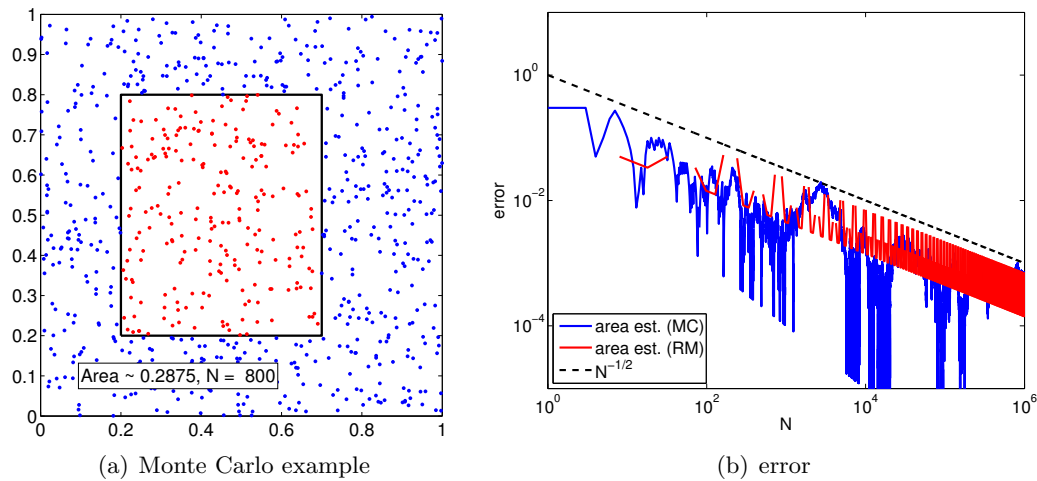 1
0.9
0.8
0.7
0.6
0.5
0.4
0.3
0.2
0.1
0
Area ~ 0.2875, N = 800
0 0.2 0.4 0.6 0.8 1
(a) Monte Carlo example
error
10^0
10^-2
10^-4
area est. (MC)
area est. (RM)
N^-1/2
10^0 10^2 10^4 10^6
N
(b) error